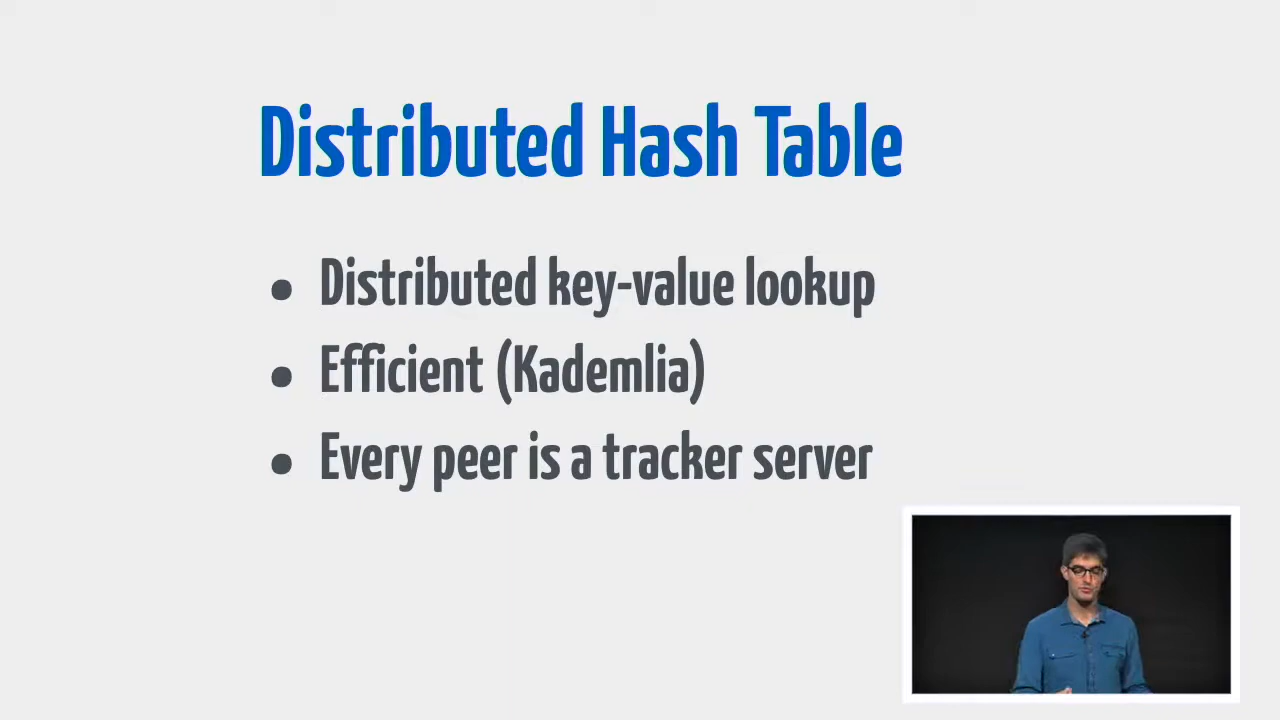 Distributed Hash Table
• Distributed key-value lookup
• Efficient (Kademlia)
• Every peer is a tracker server